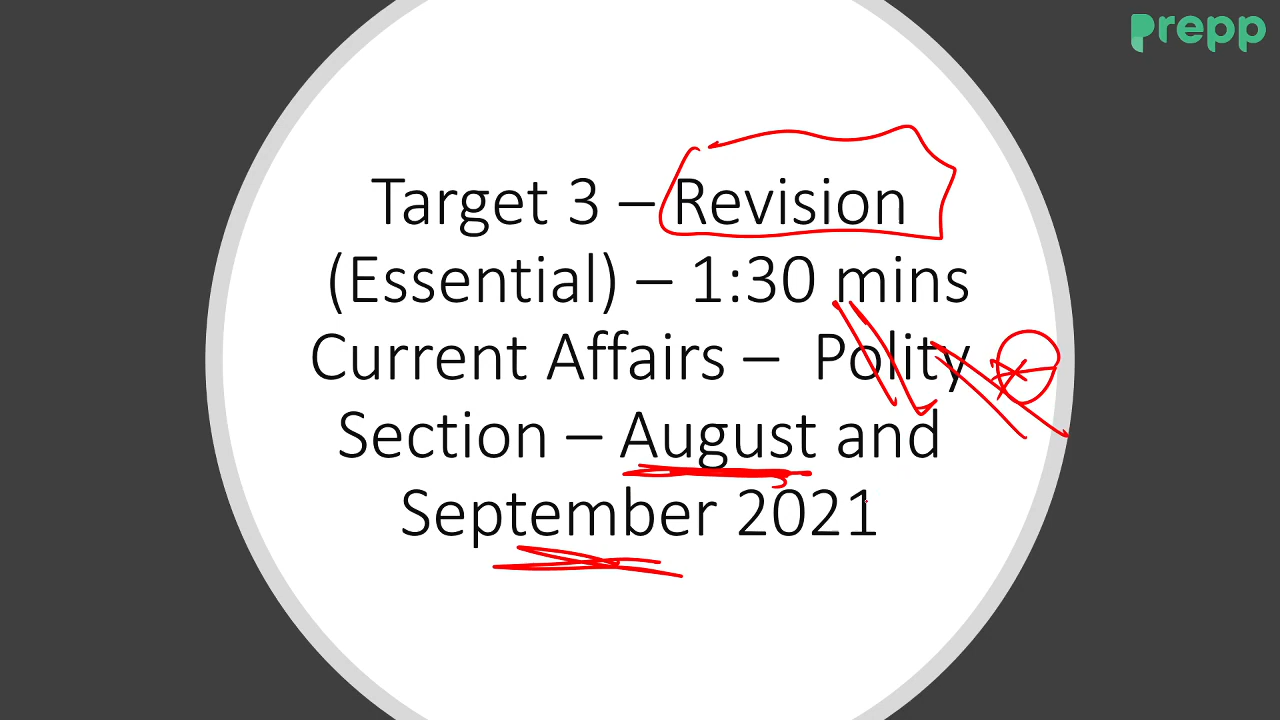 prepp
Target 3 – Revision
(Essential) – 1:30 mins
Current Affairs – Polity
Section – August and
September 2021